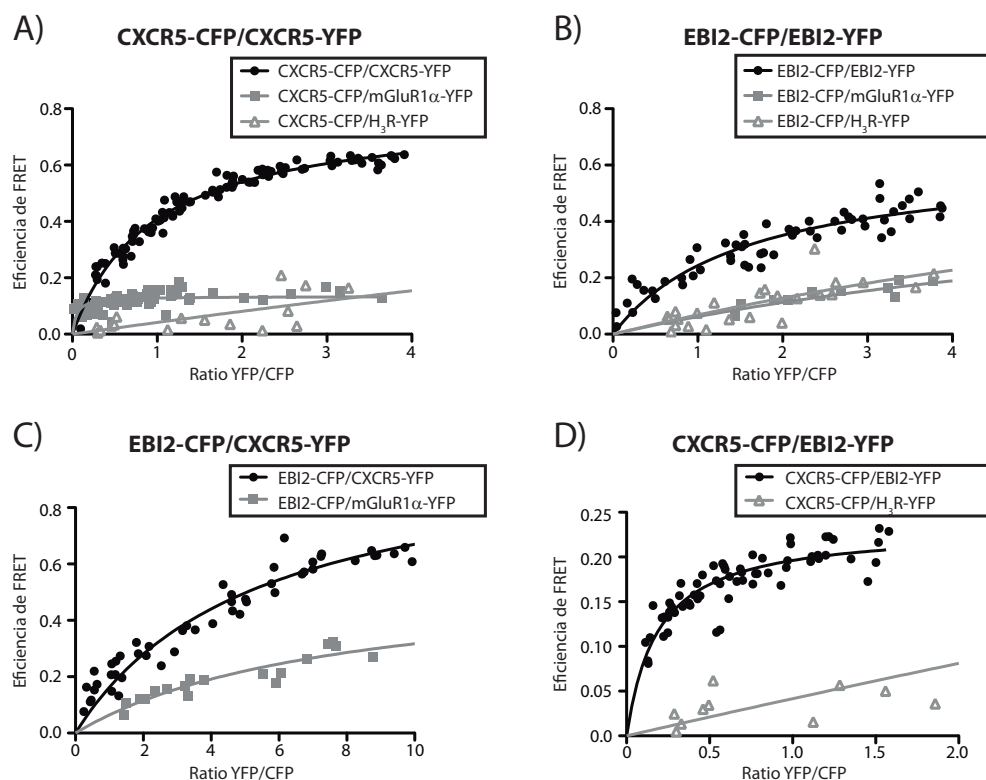 A)
CXCR5-CFP/CXCR5-YFP
CXCR5-CFP/CXCR5-YFP
CXCR5-CFP/mGluR1α-YFP
CXCR5-CFP/H₃R-YFP
Eficiencia de FRET
0.8
0.6
0.4
0.2
0.0
0 1 2 3 4
Ratio YFP/CFP
B)
EBI2-CFP/EBI2-YFP
EBI2-CFP/EBI2-YFP
EBI2-CFP/mGluR1α-YFP
EBI2-CFP/H₃R-YFP
Eficiencia de FRET
0.8
0.6
0.4
0.2
0.0
0 1 2 3 4
Ratio YFP/CFP
C)
EBI2-CFP/CXCR5-YFP
EBI2-CFP/CXCR5-YFP
EBI2-CFP/mGluR1α-YFP
Eficiencia de FRET
0.8
0.6
0.4
0.2
0.0
0 2 4 6 8 10
Ratio YFP/CFP
D)
CXCR5-CFP/EBI2-YFP
CXCR5-CFP/EBI2-YFP
CXCR5-CFP/H₃R-YFP
Eficiencia de FRET
0.25
0.20
0.15
0.10
0.05
0.00
0 0.5 1.0 1.5 2.0
Ratio YFP/CFP